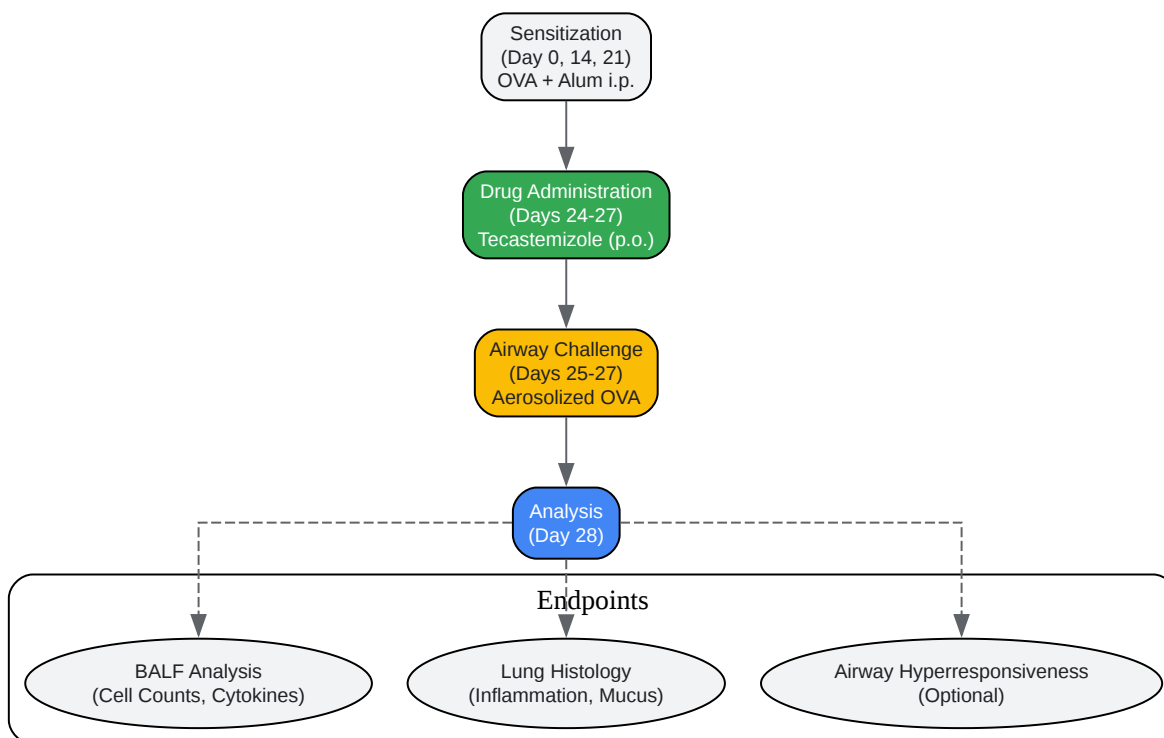 Sensitization
(Day 0, 14, 21)
OVA + Alum i.p.
Drug Administration
(Days 24-27)
Tecastemizole (p.o.)
Airway Challenge
(Days 25-27)
Aerosolized OVA
Analysis
(Day 28)
Endpoints
BALF Analysis
(Cell Counts, Cytokines)
Lung Histology
(Inflammation, Mucus)
Airway Hyperresponsiveness
(Optional)